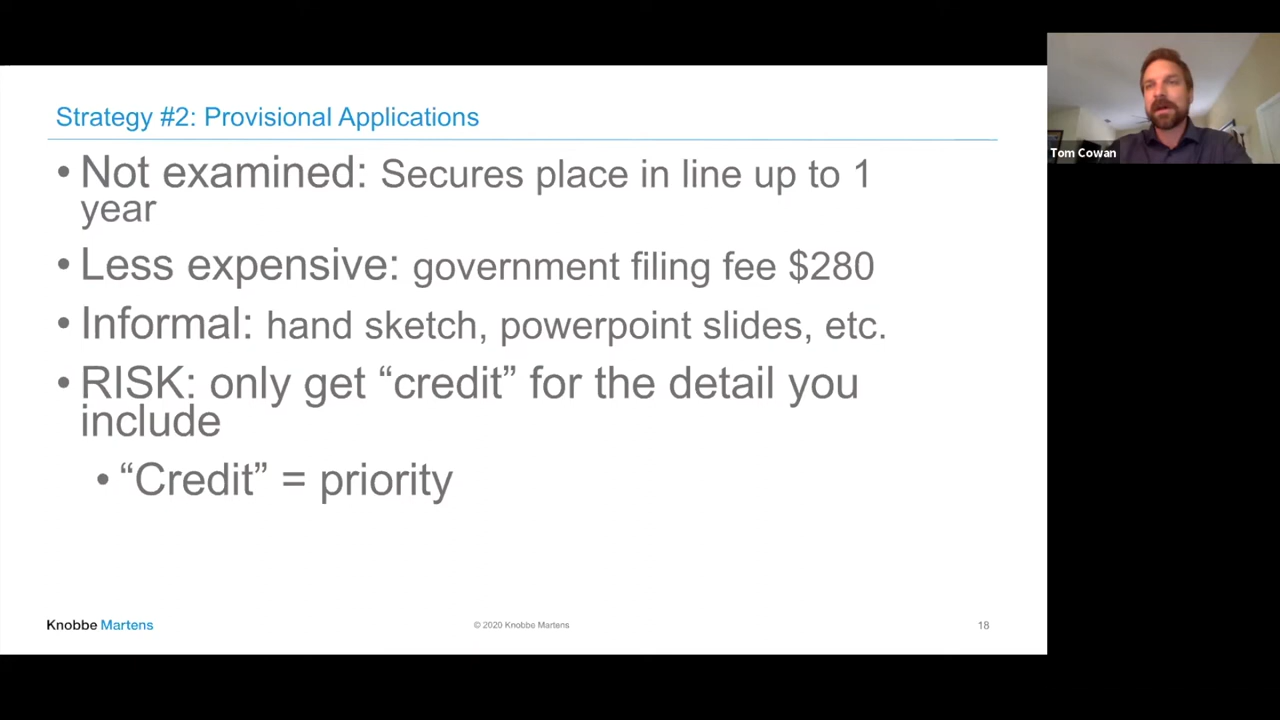 Strategy #2: Provisional Applications
• Not examined: Secures place in line up to 1
year
• Less expensive: government filing fee $280
• Informal: hand sketch, powerpoint slides, etc.
• RISK: only get “credit” for the detail you
include
• “Credit” = priority
Knobbe Martens
© 2020 Knobbe Martens
18
Tom Cowan